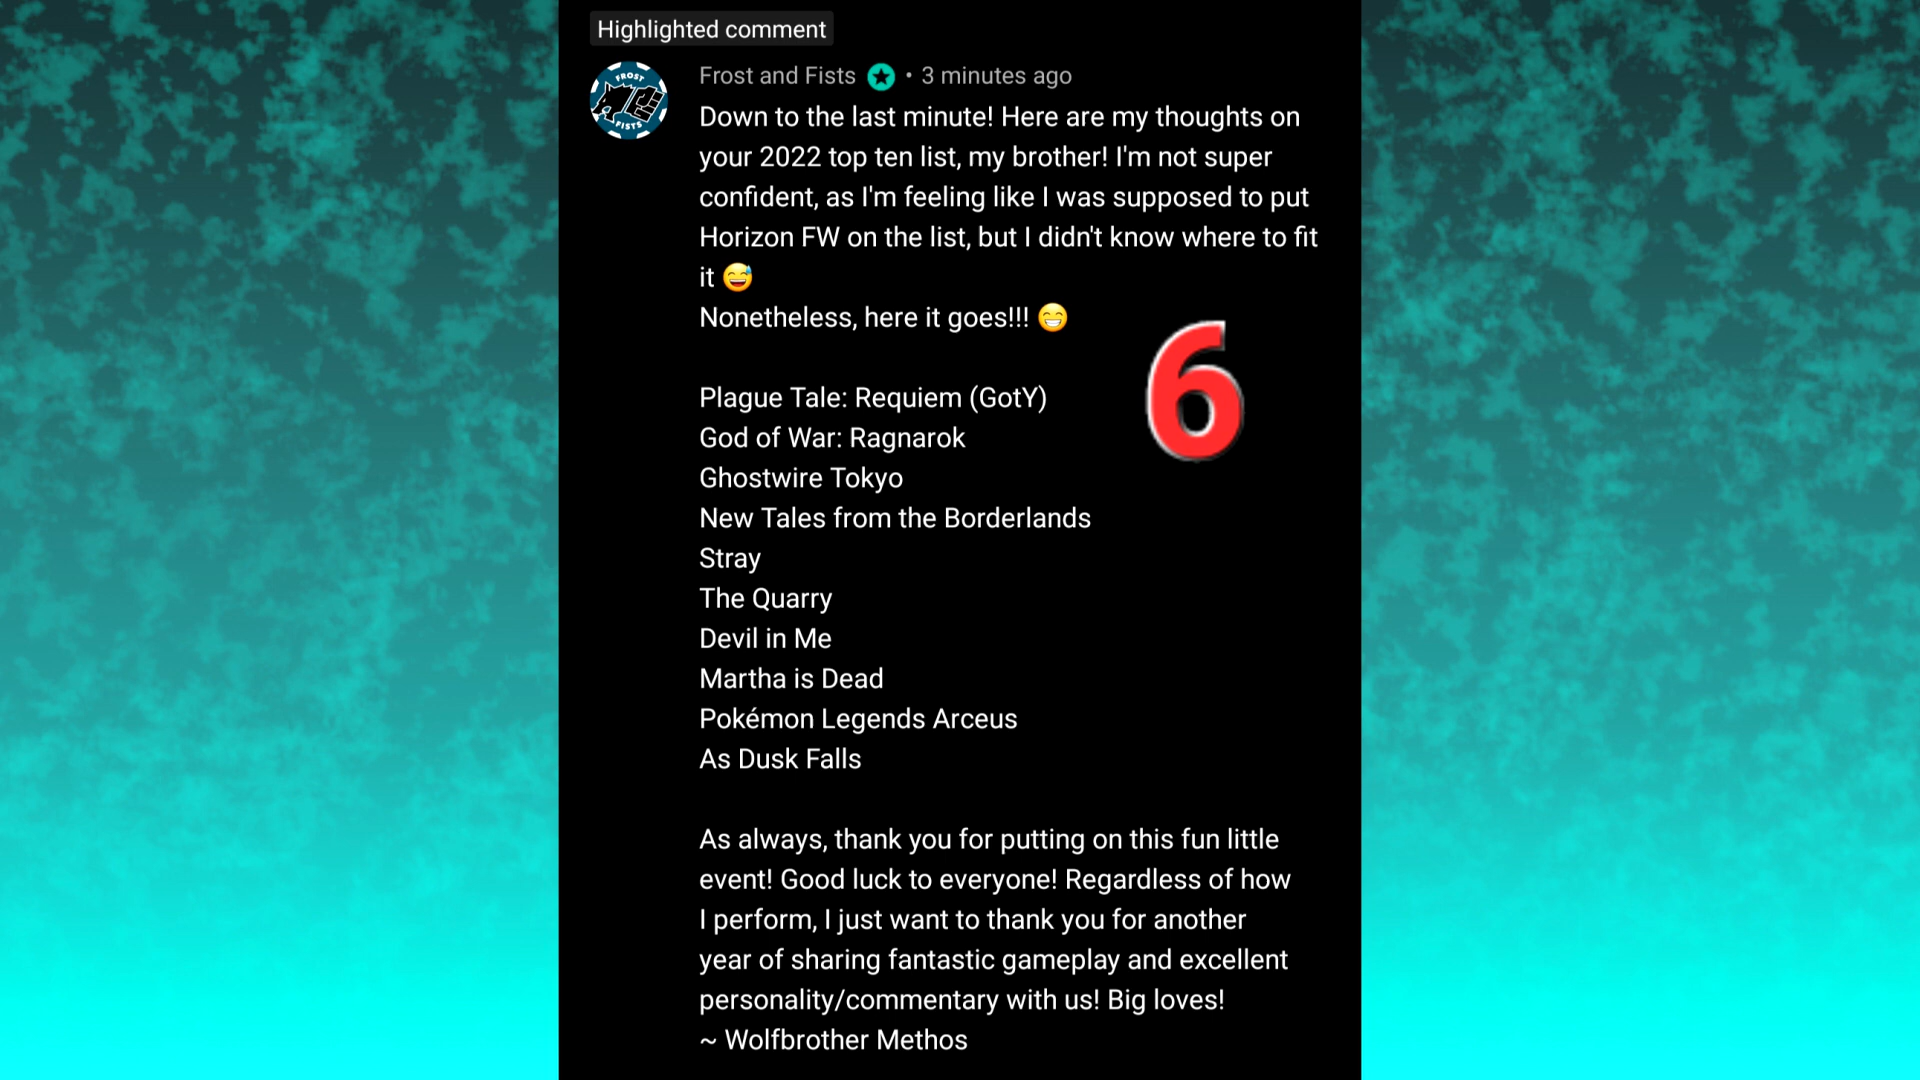 Highlighted comment
FROST
FISTS
Frost and Fists • 3 minutes ago
Down to the last minute! Here are my thoughts on
your 2022 top ten list, my brother! I'm not super
confident, as I'm feeling like I was supposed to put
Horizon FW on the list, but I didn't know where to fit
it 😅
Nonetheless, here it goes!!! 😁
6
Plague Tale: Requiem (GotY)
God of War: Ragnarok
Ghostwire Tokyo
New Tales from the Borderlands
Stray
The Quarry
Devil in Me
Martha is Dead
Pokémon Legends Arceus
As Dusk Falls
As always, thank you for putting on this fun little
event! Good luck to everyone! Regardless of how
I perform, I just want to thank you for another
year of sharing fantastic gameplay and excellent
personality/commentary with us! Big loves!
~ Wolfbrother Methos